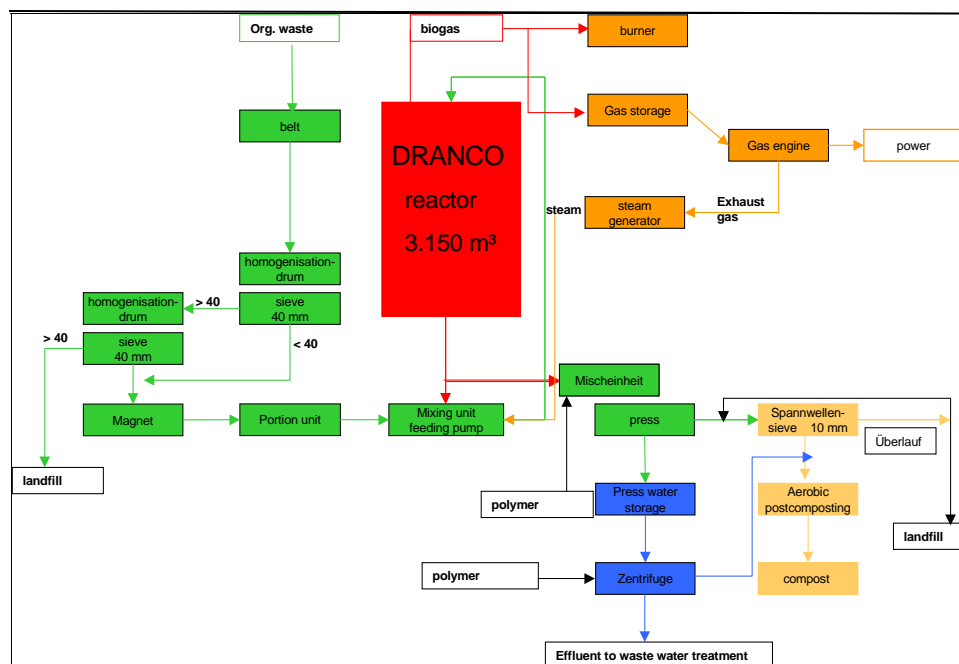 Org. waste
biogas
burner
belt
Gas storage
Gas engine
power
DRANCO
reactor
3.150 m³
steam
steam
generator
Exhaust
gas
homogenisation-
drum
homogenisation-
drum
> 40
sieve
40 mm
> 40
sieve
40 mm
< 40
Mischeinheit
Magnet
Portion unit
Mixing unit
feeding pump
press
Spannwellen-
sieve 10 mm
Überlauf
landfill
polymer
Press water
storage
Aerobic
postcomposting
landfill
polymer
Zentrifuge
compost
Effluent to waste water treatment